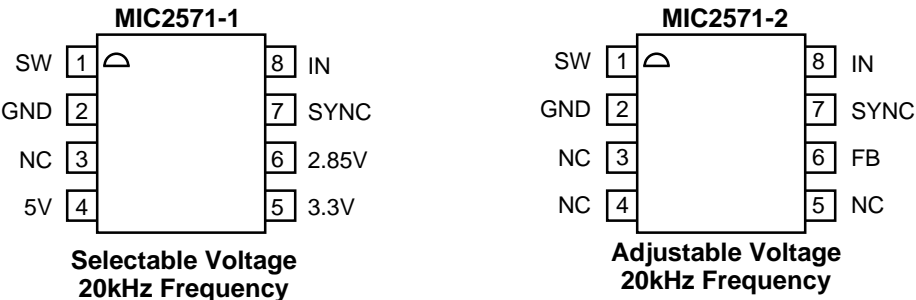 MIC2571-1
SW 1 8 IN
GND 2 7 SYNC
NC 3 6 2.85V
5V 4 5 3.3V
Selectable Voltage
20kHz Frequency
MIC2571-2
SW 1 8 IN
GND 2 7 SYNC
NC 3 6 FB
NC 4 5 NC
Adjustable Voltage
20kHz Frequency